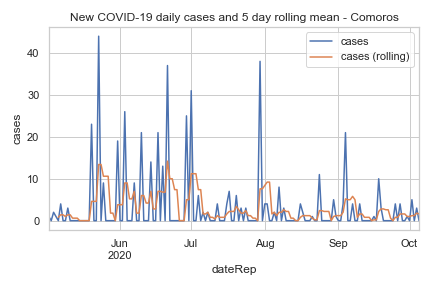 New COVID-19 daily cases and 5 day rolling mean - Comoros
cases
cases (rolling)
40
30
20
10
0
cases
Jun
2020
Jul
Aug
Sep
Oct
dateRep